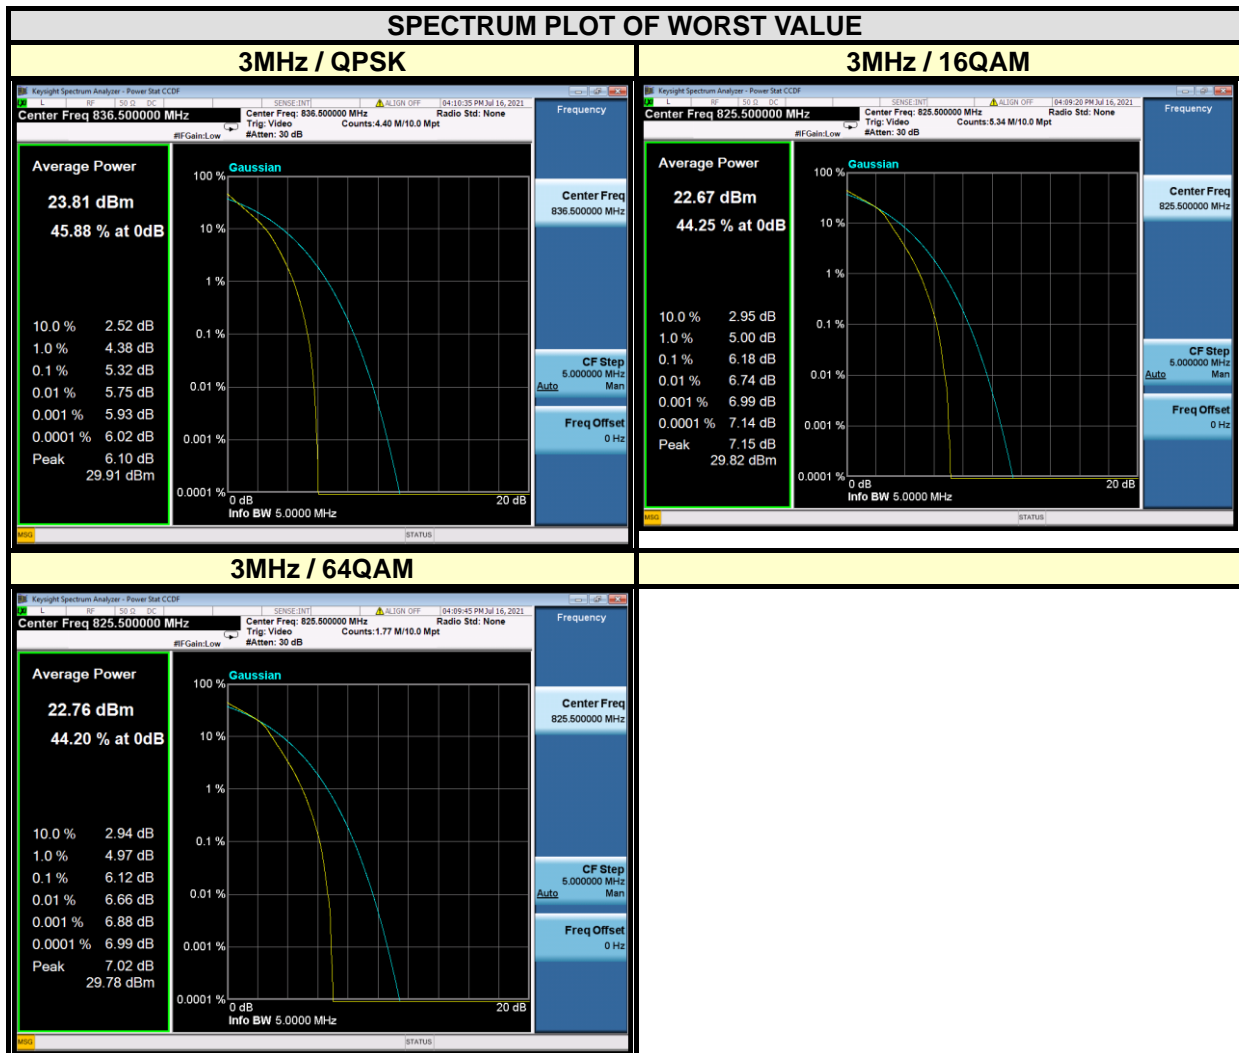 SPECTRUM PLOT OF WORST VALUE
3MHz / QPSK
Keysight Spectrum Analyzer - Power Stat CCDF
L RF 50 Ω DC SENSE:INT ALIGN OFF 04:10:35 PM Jul 16, 2021
Center Freq 836.500000 MHz
Center Freq: 836.500000 MHz Radio Std: None
Trig: Video Counts:4.40 M/10.0 Mpt
#IFGain:Low #Atten: 30 dB
Average Power
23.81 dBm
45.88 % at 0dB
10.0 % 2.52 dB
1.0 % 4.38 dB
0.1 % 5.32 dB
0.01 % 5.75 dB
0.001 % 5.93 dB
0.0001 % 6.02 dB
Peak 6.10 dB
29.91 dBm
Gaussian
100 %
10 %
1 %
0.1 %
0.01 %
0.001 %
0.0001 %
0 dB 20 dB
Info BW 5.0000 MHz
Frequency
Center Freq
836.500000 MHz
CF Step
5.000000 MHz
Auto Man
Freq Offset
0 Hz
MSG STATUS
3MHz / 16QAM
Keysight Spectrum Analyzer - Power Stat CCDF
L RF 50 Ω DC SENSE:INT ALIGN OFF 04:09:20 PM Jul 16, 2021
Center Freq 825.500000 MHz
Center Freq: 825.500000 MHz Radio Std: None
Trig: Video Counts:5.34 M/10.0 Mpt
#IFGain:Low #Atten: 30 dB
Average Power
22.67 dBm
44.25 % at 0dB
10.0 % 2.95 dB
1.0 % 5.00 dB
0.1 % 6.18 dB
0.01 % 6.74 dB
0.001 % 6.99 dB
0.0001 % 7.14 dB
Peak 7.15 dB
29.82 dBm
Gaussian
100 %
10 %
1 %
0.1 %
0.01 %
0.001 %
0.0001 %
0 dB 20 dB
Info BW 5.0000 MHz
Frequency
Center Freq
825.500000 MHz
CF Step
5.000000 MHz
Auto Man
Freq Offset
0 Hz
MSG STATUS
3MHz / 64QAM
Keysight Spectrum Analyzer - Power Stat CCDF
L RF 50 Ω DC SENSE:INT ALIGN OFF 04:09:45 PM Jul 16, 2021
Center Freq 825.500000 MHz
Center Freq: 825.500000 MHz Radio Std: None
Trig: Video Counts:1.77 M/10.0 Mpt
#IFGain:Low #Atten: 30 dB
Average Power
22.76 dBm
44.20 % at 0dB
10.0 % 2.94 dB
1.0 % 4.97 dB
0.1 % 6.12 dB
0.01 % 6.66 dB
0.001 % 6.88 dB
0.0001 % 6.99 dB
Peak 7.02 dB
29.78 dBm
Gaussian
100 %
10 %
1 %
0.1 %
0.01 %
0.001 %
0.0001 %
0 dB 20 dB
Info BW 5.0000 MHz
Frequency
Center Freq
825.500000 MHz
CF Step
5.000000 MHz
Auto Man
Freq Offset
0 Hz
MSG STATUS